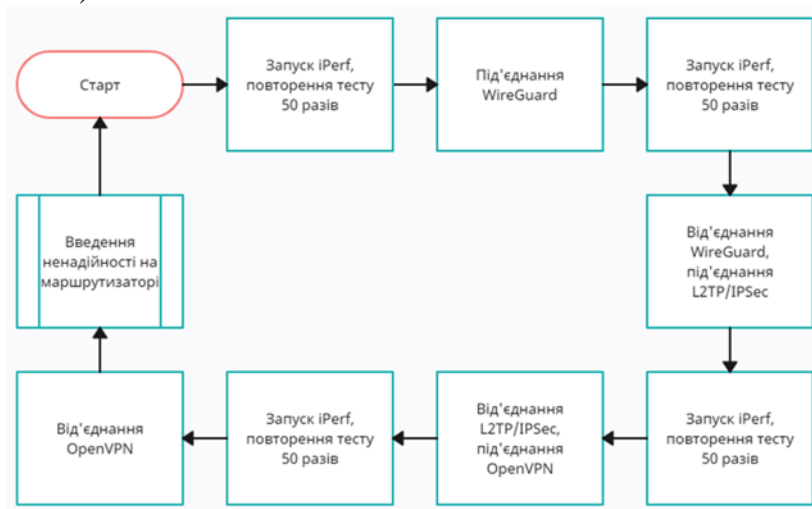 )
Старт
Запуск iPerf,
повторення тесту
50 разів
Під'єднання
WireGuard
Запуск iPerf,
повторення тесту
50 разів
Від'єднання
WireGuard,
під'єднання
L2TP/IPSec
Запуск iPerf,
повторення тесту
50 разів
Від'єднання
L2TP/IPSec,
під'єднання
OpenVPN
Запуск iPerf,
повторення тесту
50 разів
Від'єднання
OpenVPN
Введення
ненадійності на
маршрутизаторі